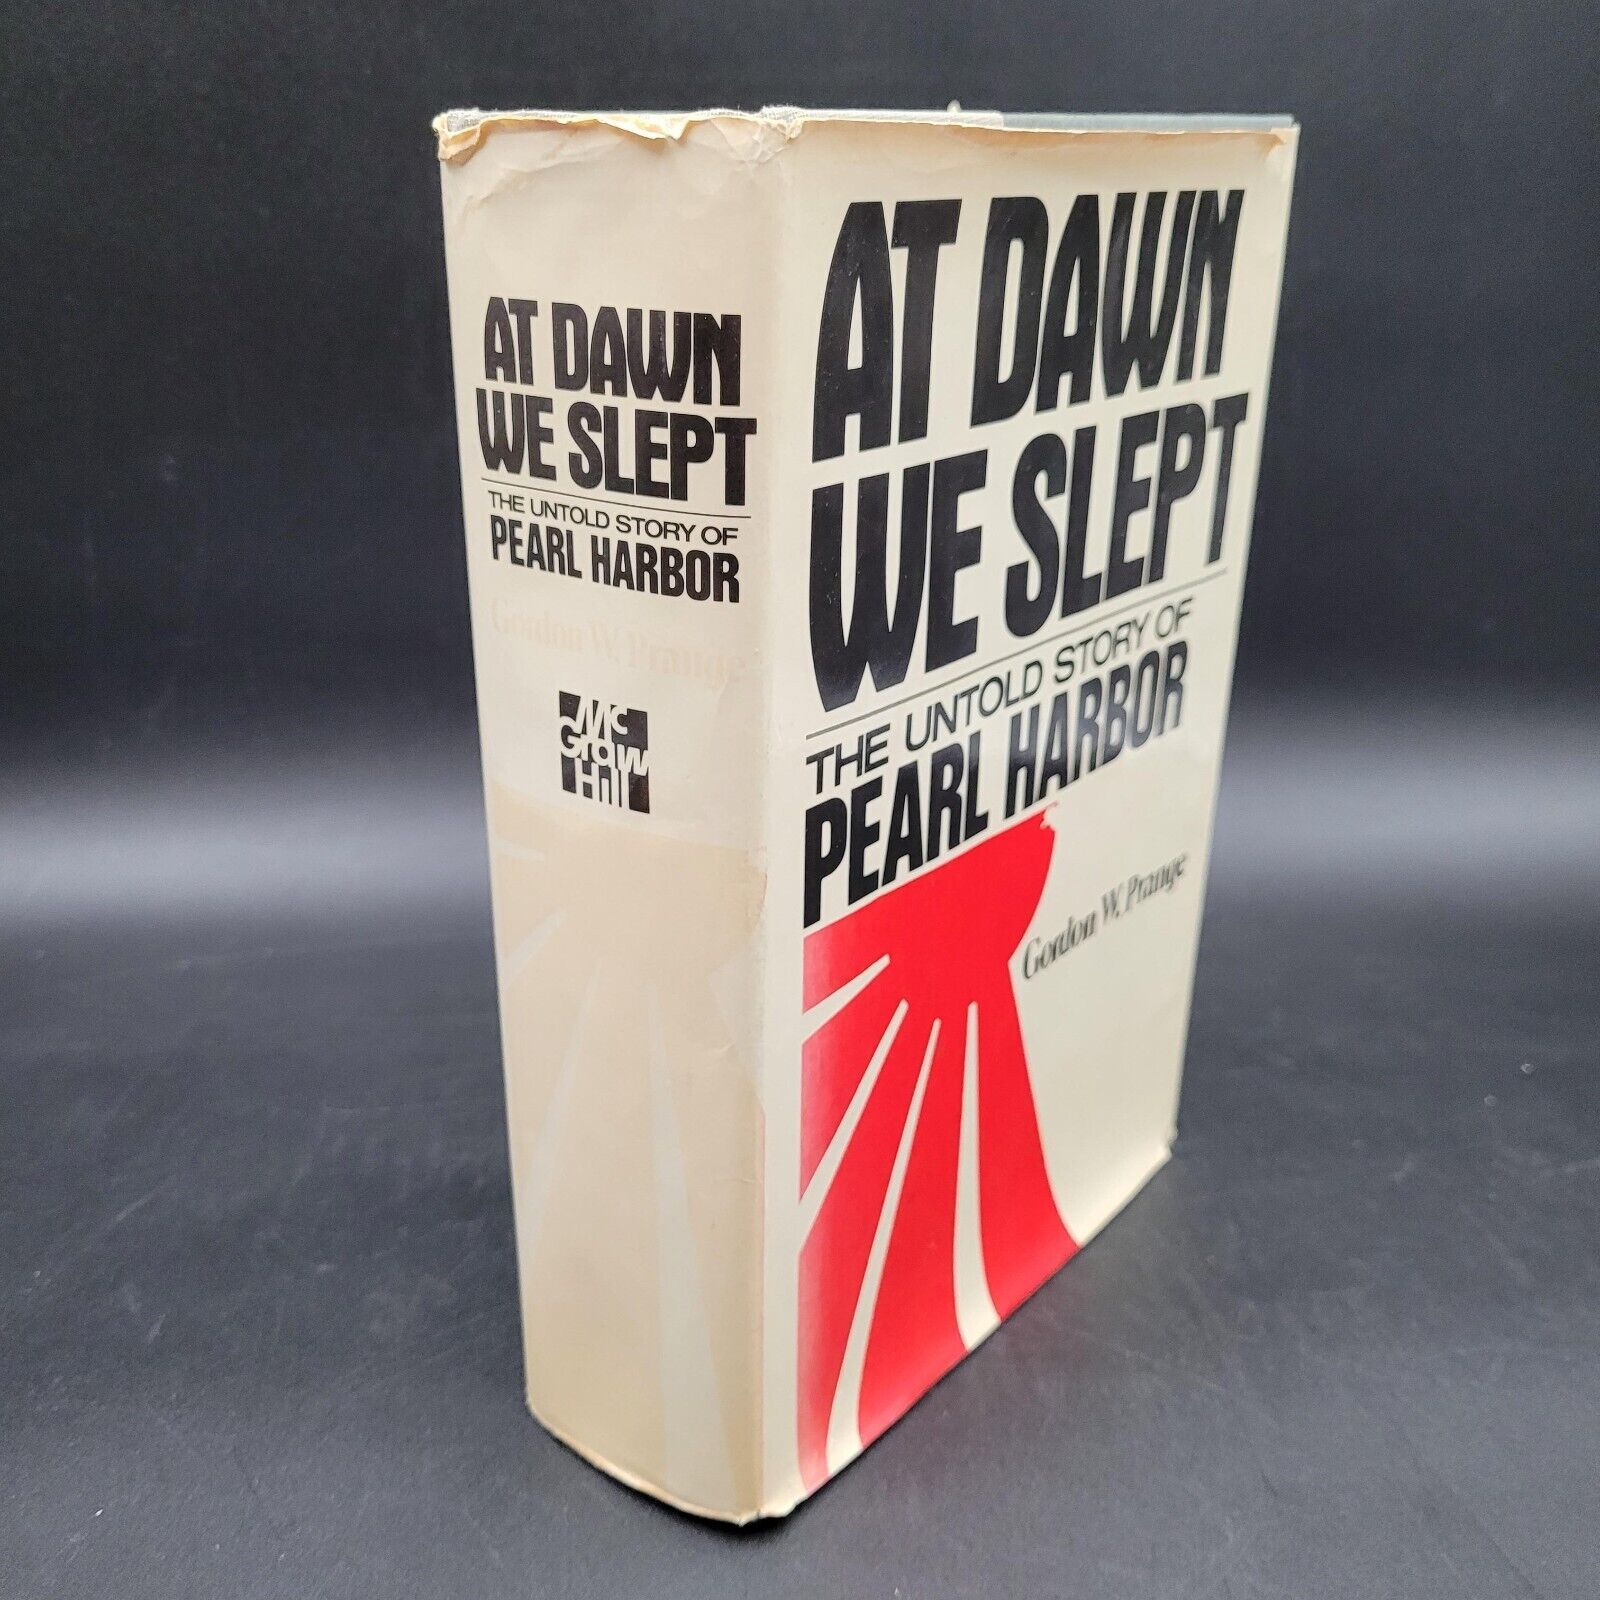 AT DAWN
WE SLEPT
THE UNTOLD STORY OF
PEARL HARBOR
Gordon W. Prange
Mc
Graw
Hill
AT DAWN
WE SLEPT
THE UNTOLD STORY OF
PEARL HARBOR
Gordon W. Prange